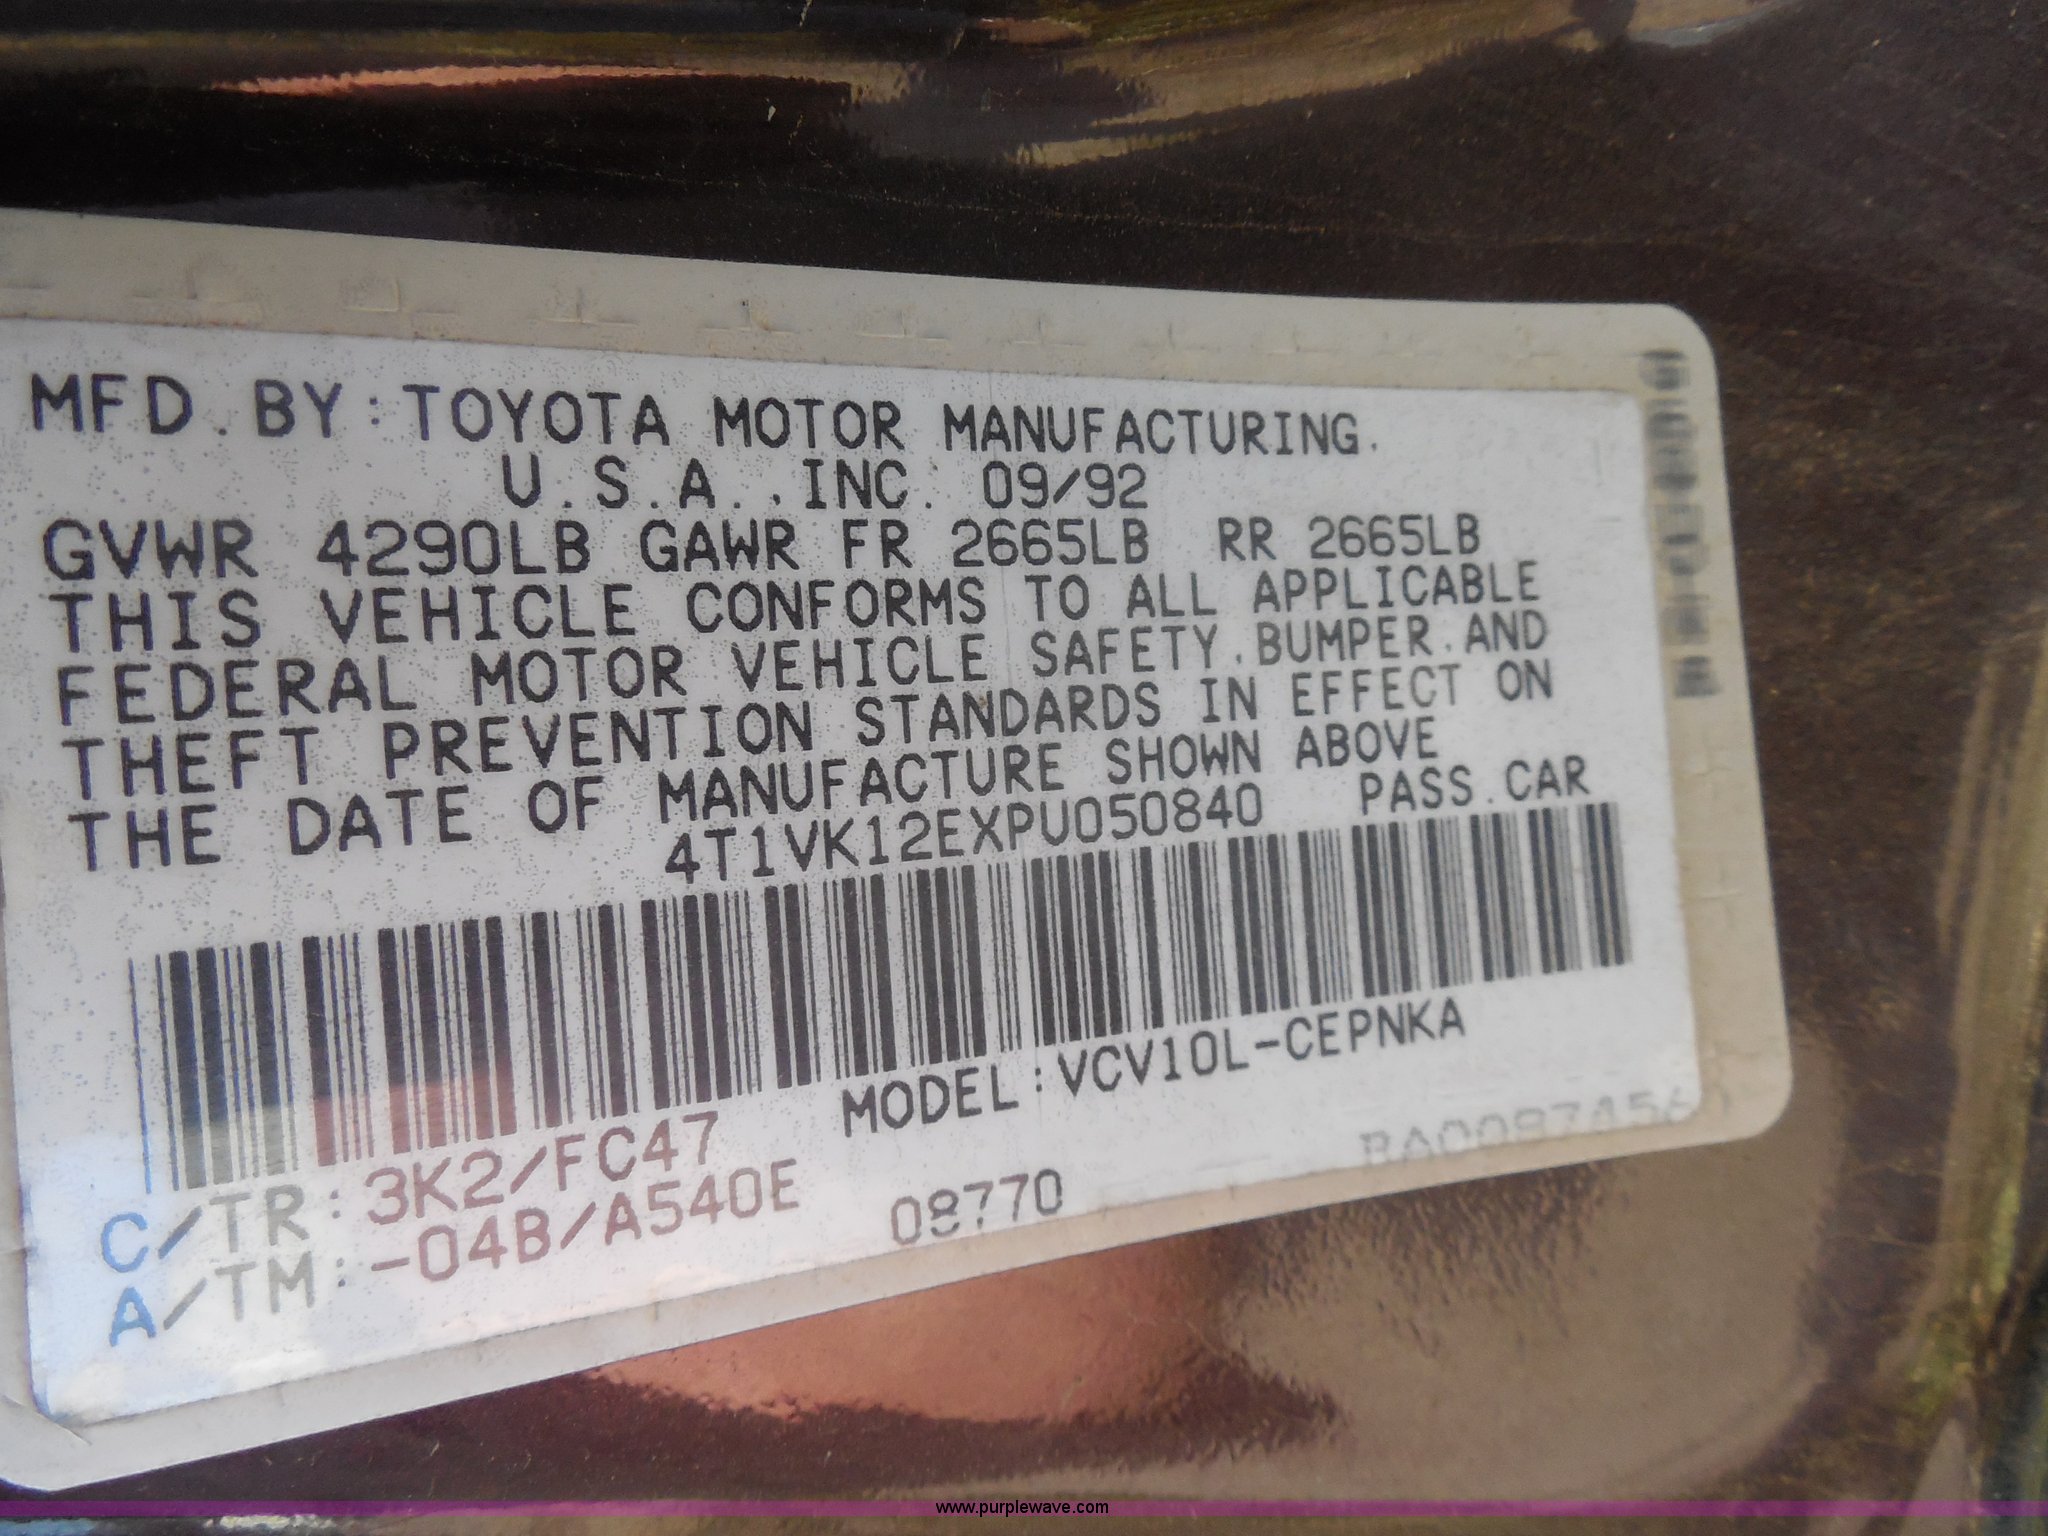 MFD.BY:TOYOTA MOTOR MANUFACTURING.
U.S.A.,INC. 09/92
GVWR 4290LB GAWR FR 2665LB RR 2665LB
THIS VEHICLE CONFORMS TO ALL APPLICABLE
FEDERAL MOTOR VEHICLE SAFETY,BUMPER,AND
THEFT PREVENTION STANDARDS IN EFFECT ON
THE DATE OF MANUFACTURE SHOWN ABOVE
4T1VK12EXPU050840 PASS.CAR
MODEL:VCV10L-CEPNKA
C/TR:3K2/FC47
A/TM:-04B/A540E
08770
www.purplewave.com